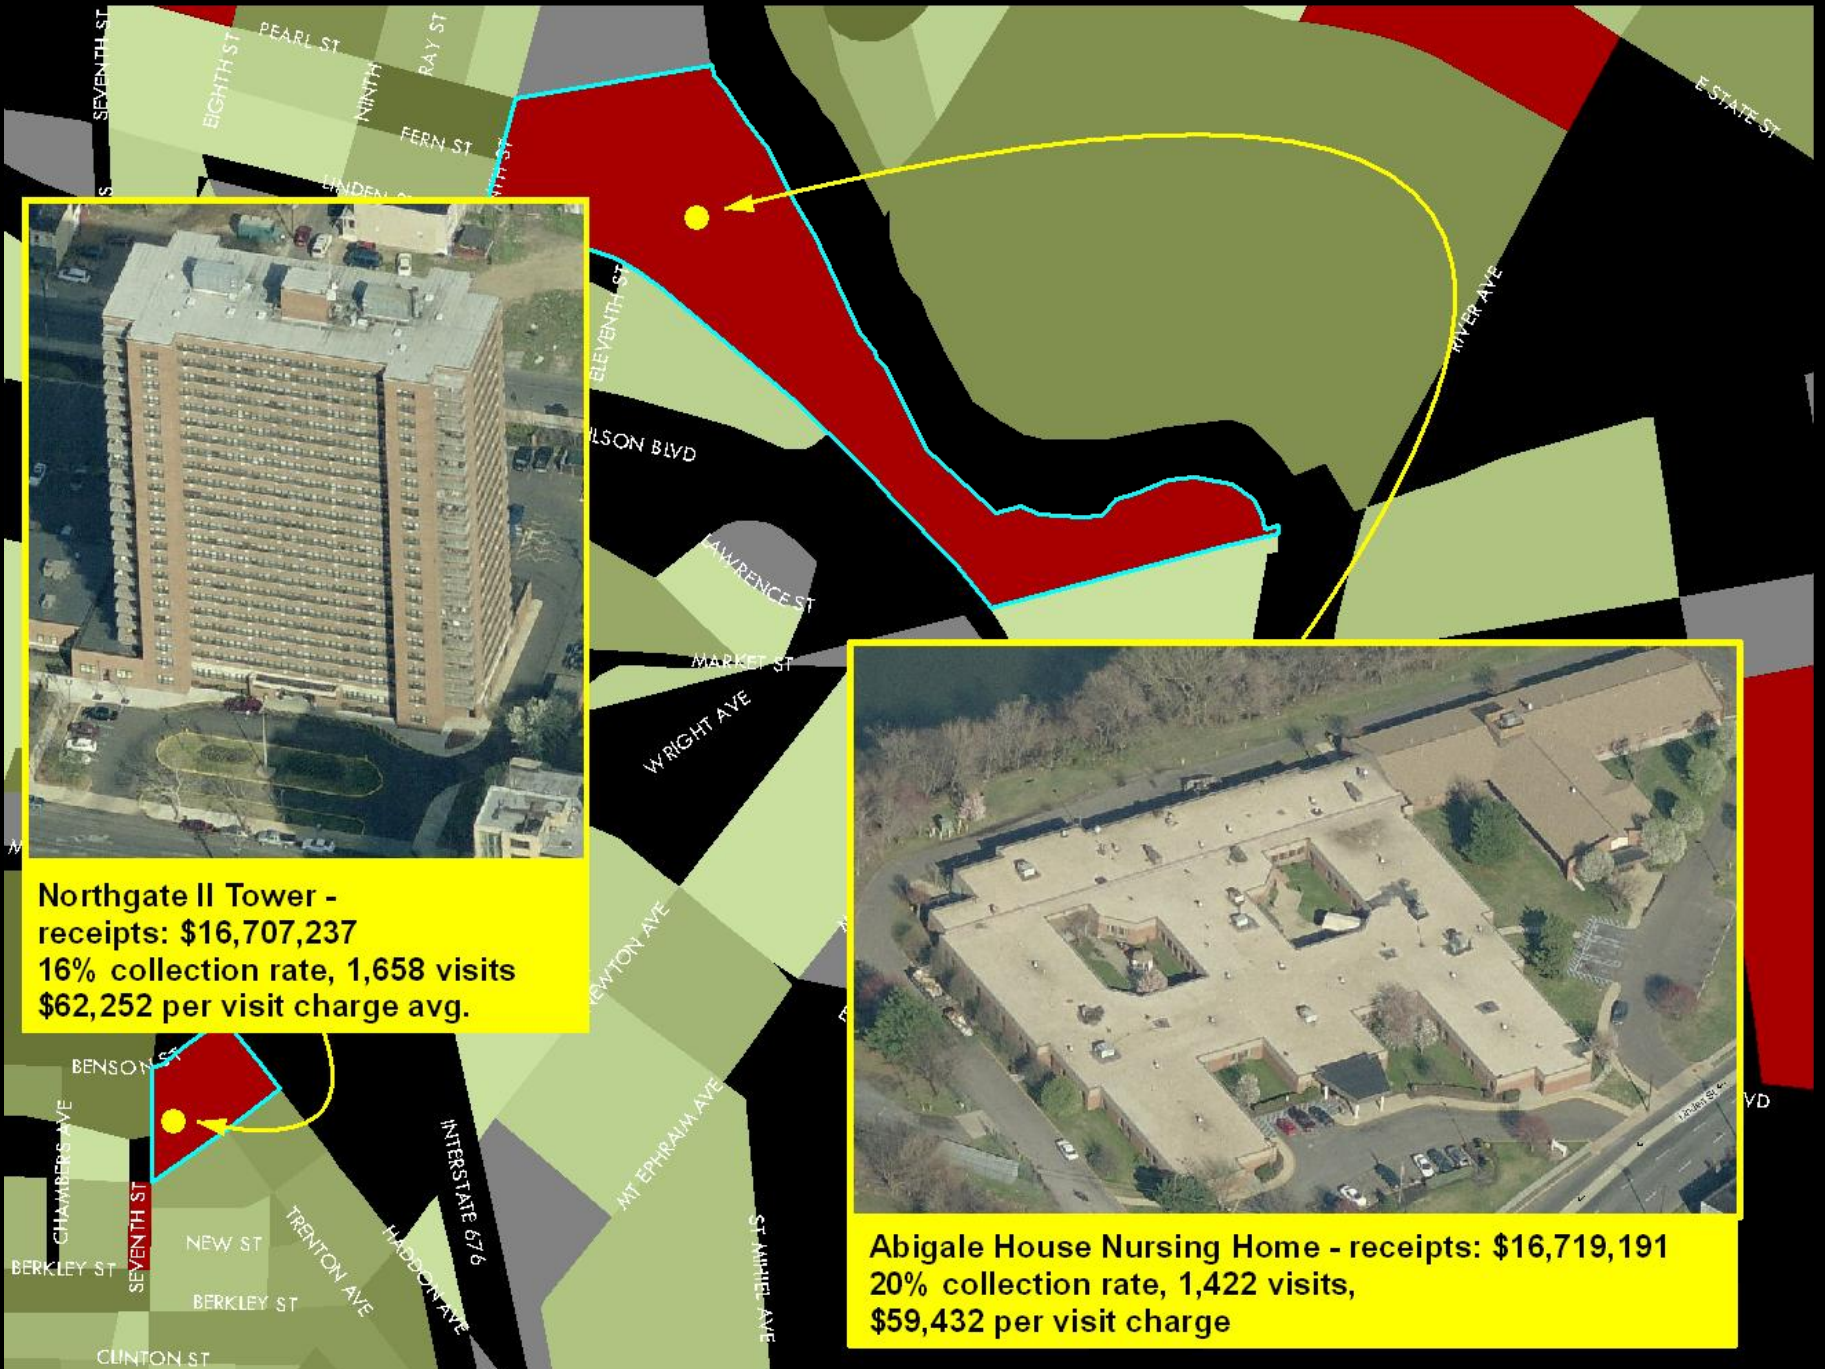 SEVENTH ST
EIGHTH ST
PEARL ST
NINTH
RAY ST
FERN ST
LINDEN
E STATE ST
RIVER AVE
ELEVENTH ST
LSON BLVD
LAWRENCE ST
MARKET ST
WRIGHT AVE
NEWTON AVE
Northgate II Tower -
receipts: $16,707,237
16% collection rate, 1,658 visits
$62,252 per visit charge avg.
BENSON ST
CHAMBERS AVE
SEVENTH ST
NEW ST
BERKLEY ST
BERKLEY ST
CLINTON ST
TRENTON AVE
HADDON AVE
INTERSTATE 676
MT EPHRAIM AVE
ST MIHIEL AVE
Linden St
VD
Abigale House Nursing Home - receipts: $16,719,191
20% collection rate, 1,422 visits,
$59,432 per visit charge